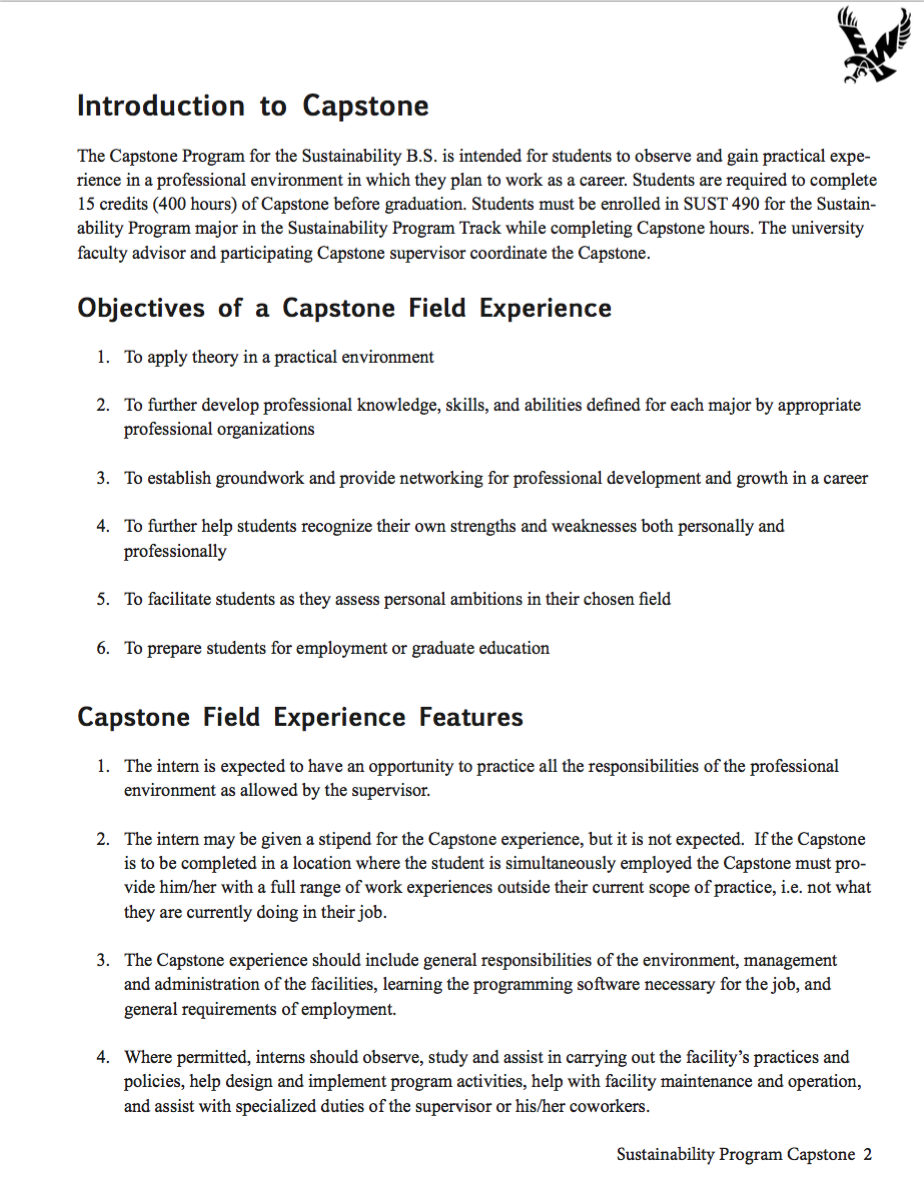 EW
Introduction to Capstone
The Capstone Program for the Sustainability B.S. is intended for students to observe and gain practical expe-
rience in a professional environment in which they plan to work as a career. Students are required to complete
15 credits (400 hours) of Capstone before graduation. Students must be enrolled in SUST 490 for the Sustain-
ability Program major in the Sustainability Program Track while completing Capstone hours. The university
faculty advisor and participating Capstone supervisor coordinate the Capstone.
Objectives of a Capstone Field Experience
1. To apply theory in a practical environment
2. To further develop professional knowledge, skills, and abilities defined for each major by appropriate
professional organizations
3. To establish groundwork and provide networking for professional development and growth in a career
4. To further help students recognize their own strengths and weaknesses both personally and
professionally
5. To facilitate students as they assess personal ambitions in their chosen field
6. To prepare students for employment or graduate education
Capstone Field Experience Features
1. The intern is expected to have an opportunity to practice all the responsibilities of the professional
environment as allowed by the supervisor.
2. The intern may be given a stipend for the Capstone experience, but it is not expected.  If the Capstone
is to be completed in a location where the student is simultaneously employed the Capstone must pro-
vide him/her with a full range of work experiences outside their current scope of practice, i.e. not what
they are currently doing in their job.
3. The Capstone experience should include general responsibilities of the environment, management
and administration of the facilities, learning the programming software necessary for the job, and
general requirements of employment.
4. Where permitted, interns should observe, study and assist in carrying out the facility’s practices and
policies, help design and implement program activities, help with facility maintenance and operation,
and assist with specialized duties of the supervisor or his/her coworkers.
Sustainability Program Capstone 2